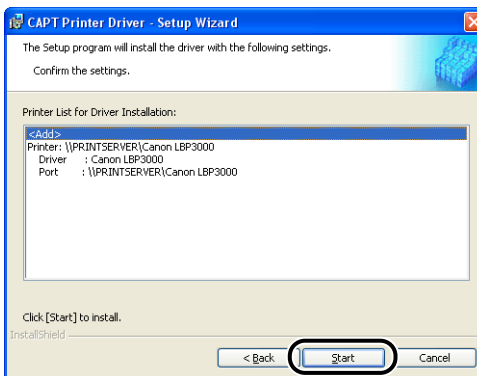 CAPT Printer Driver - Setup Wizard
The Setup program will install the driver with the following settings.
Confirm the settings.
Printer List for Driver Installation:
<Add>
Printer: \\PRINTSERVER\Canon LBP3000
Driver : Canon LBP3000
Port : \\PRINTSERVER\Canon LBP3000
Click [Start] to install.
InstallShield
< Back Start Cancel